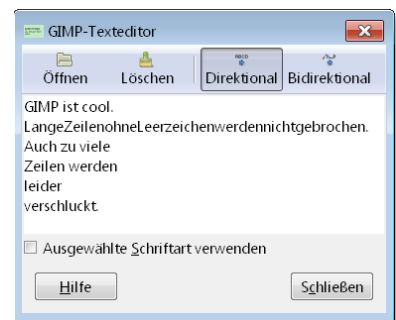 GIMP-Texteditor
Öffnen Löschen Direktional Bidirektional
GIMP ist cool.
LangeZeilenohneLeerzeichenwerdennichtgebrochen.
Auch zu viele
Zeilen werden
leider
verschluckt.
Ausgewählte Schriftart verwenden
Hilfe Schließen